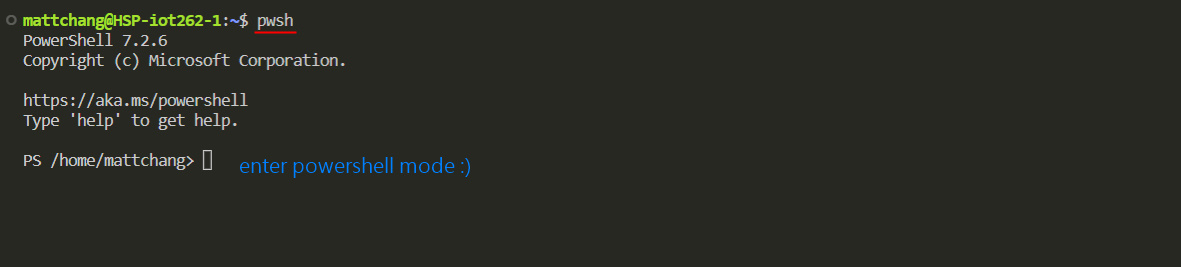 mattchang@HSP-iot262-1:~$ pwsh
PowerShell 7.2.6
Copyright (c) Microsoft Corporation.
https://aka.ms/powershell
Type 'help' to get help.
PS /home/mattchang> enter powershell mode :)